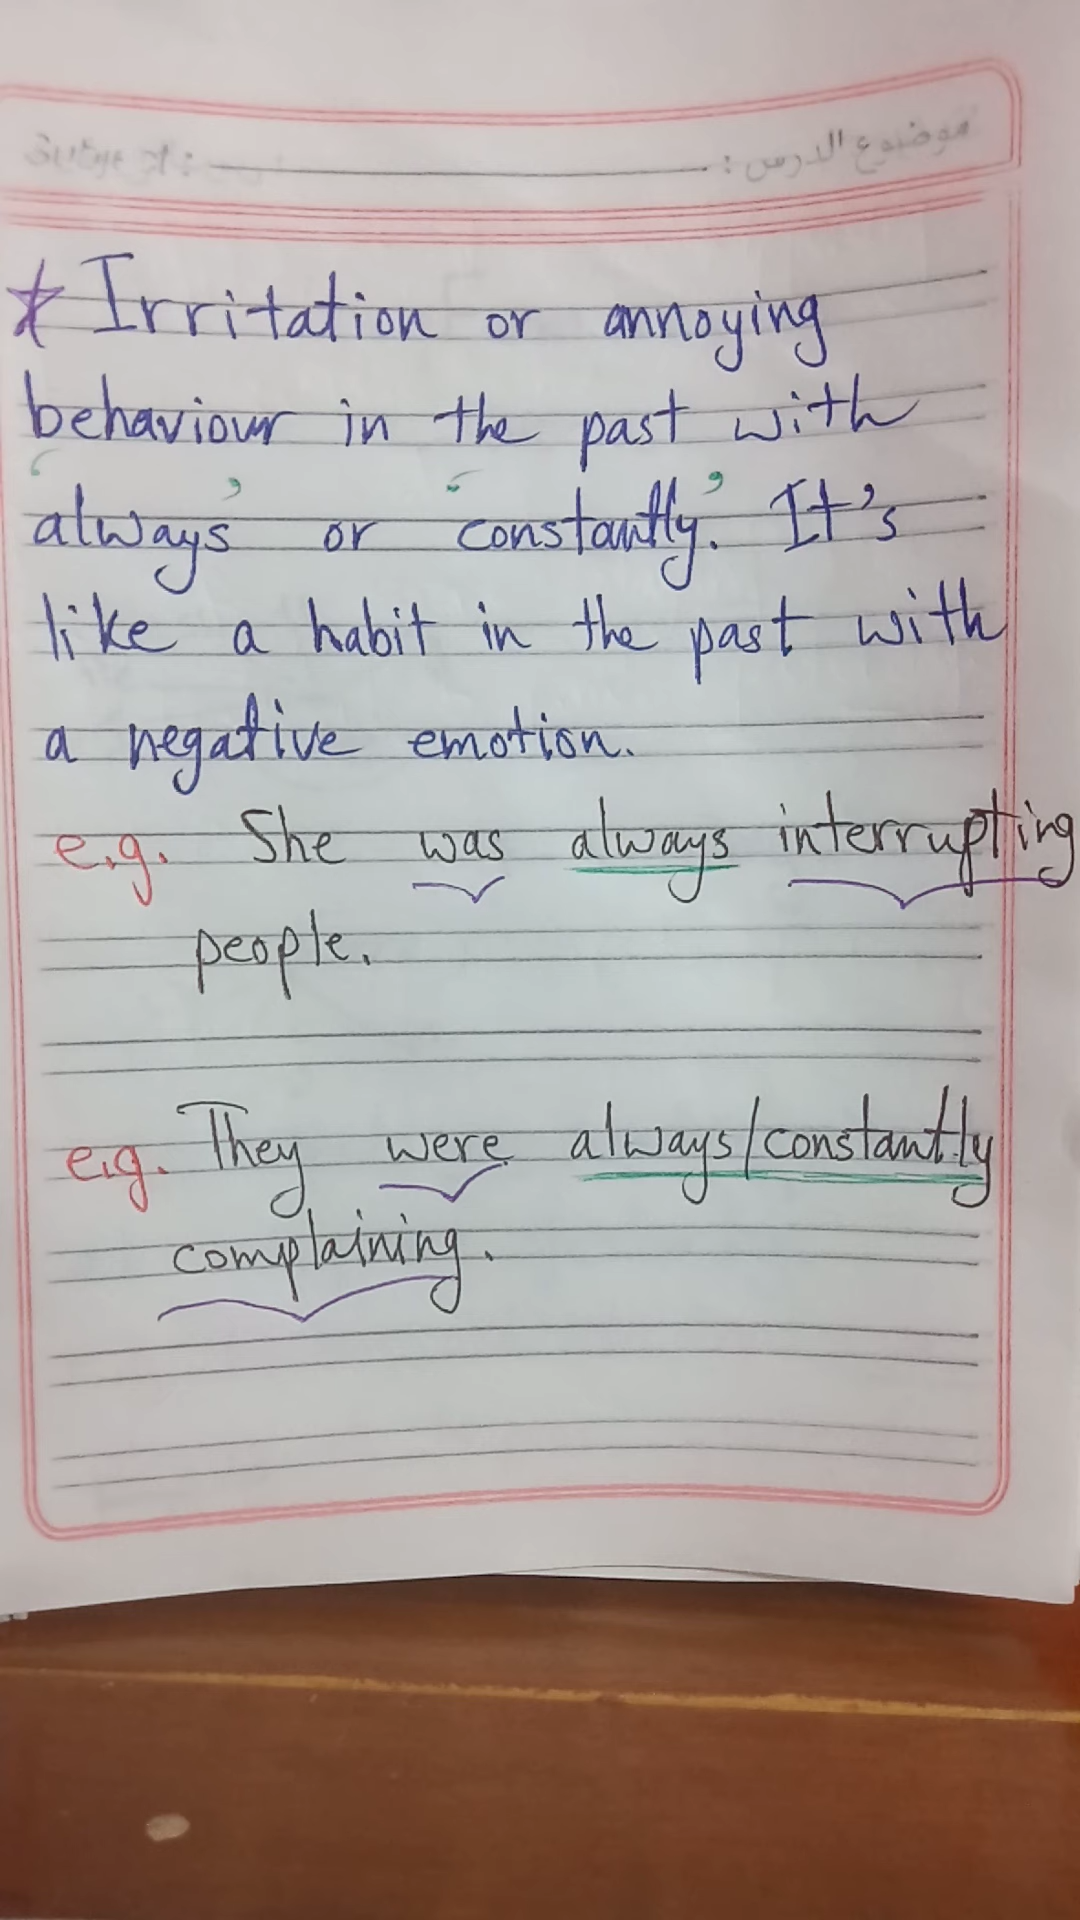 Subject :
موضوع الدرس :
* Irritation or annoying
behaviour in the past with
'always' or 'constantly'. It's
like a habit in the past with
a negative emotion.
e.g. She was always interrupting
people.
e.g. They were always/constantly
complaining.